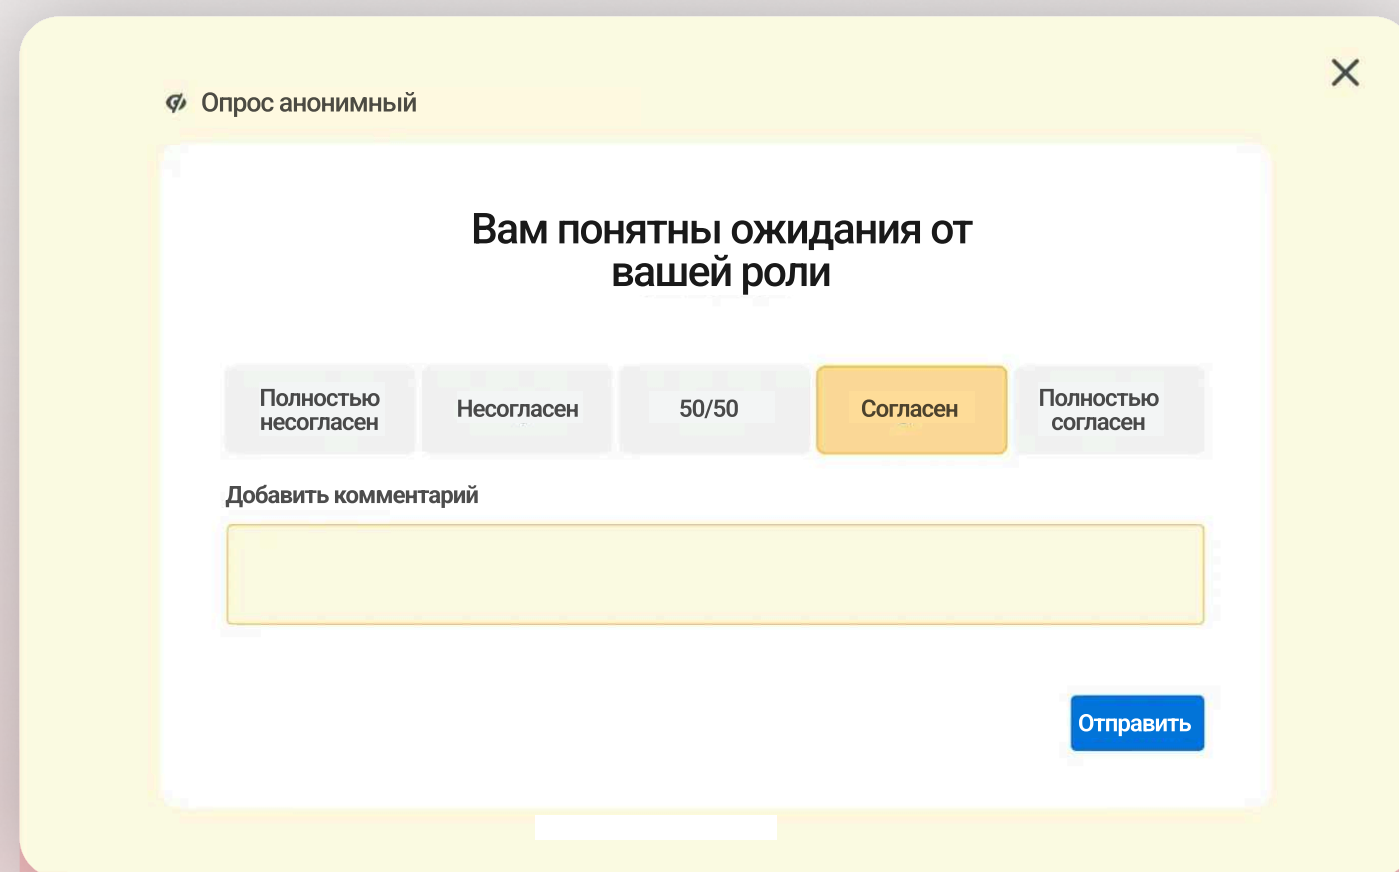 Опрос анонимный
Вам понятны ожидания от
вашей роли
Полностью
несогласен
Несогласен
50/50
Согласен
Полностью
согласен
Добавить комментарий
Отправить